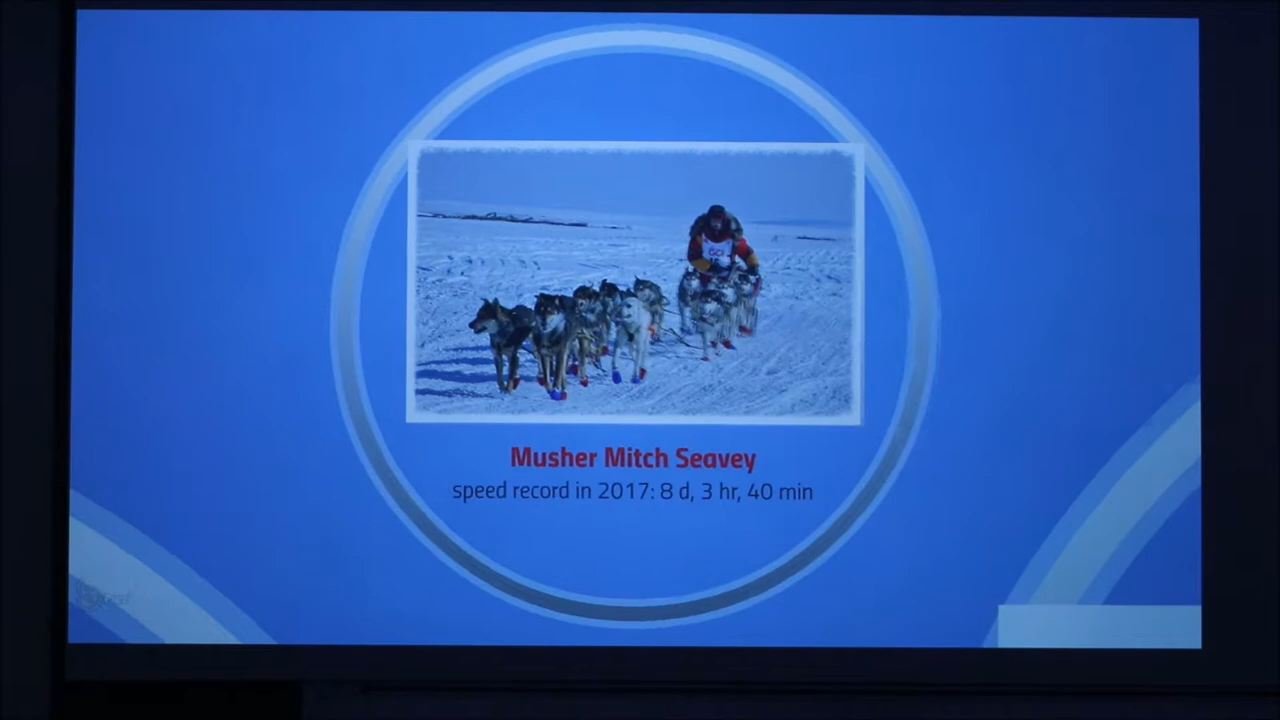 Musher Mitch Seavey
speed record in 2017: 8 d, 3 hr, 40 min